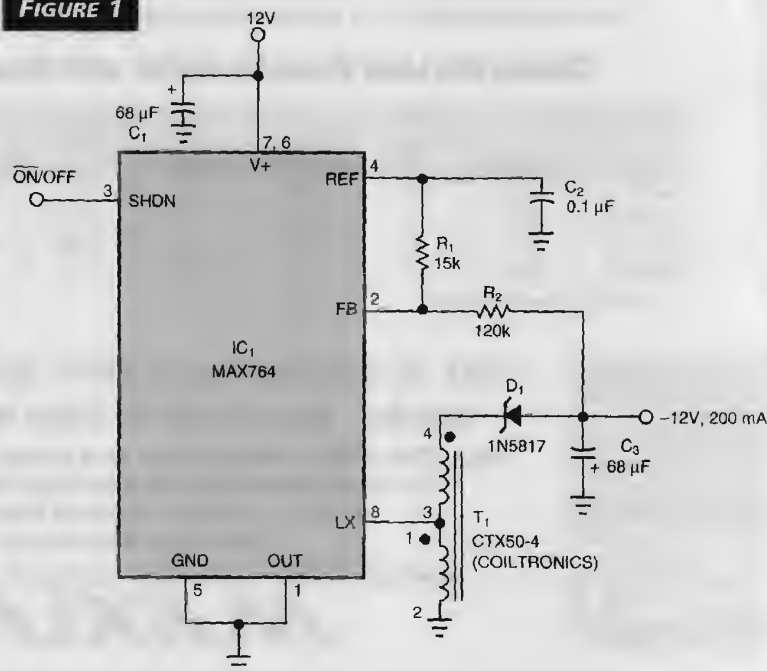 FIGURE 1
12V
+
68 µF
C1
7, 6
V+
ON/OFF
3
SHDN
REF
4
C2
0.1 µF
R1
15k
FB
2
R2
120k
IC1
MAX764
D1
1N5817
–12V, 200 mA
4
C3
+ 68 µF
LX
8
3
1
T1
CTX50-4
(COILTRONICS)
2
GND
OUT
5
1